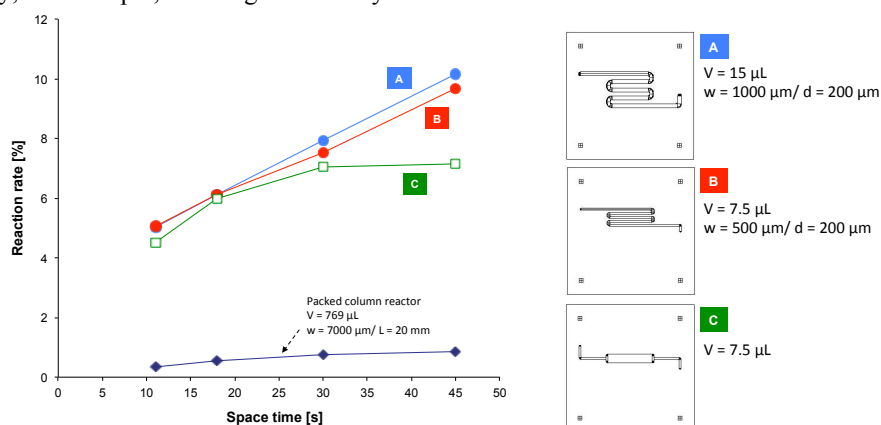 12
10
8
6
4
2
0
0 5 10 15 20 25 30 35 40 45 50
Reaction rate [%]
Space time [s]
A
B
C
Packed column reactor
V = 769 µL
w = 7000 µm/ L = 20 mm
A
V = 15 µL
w = 1000 µm/ d = 200 µm
B
V = 7.5 µL
w = 500 µm/ d = 200 µm
C
V = 7.5 µL